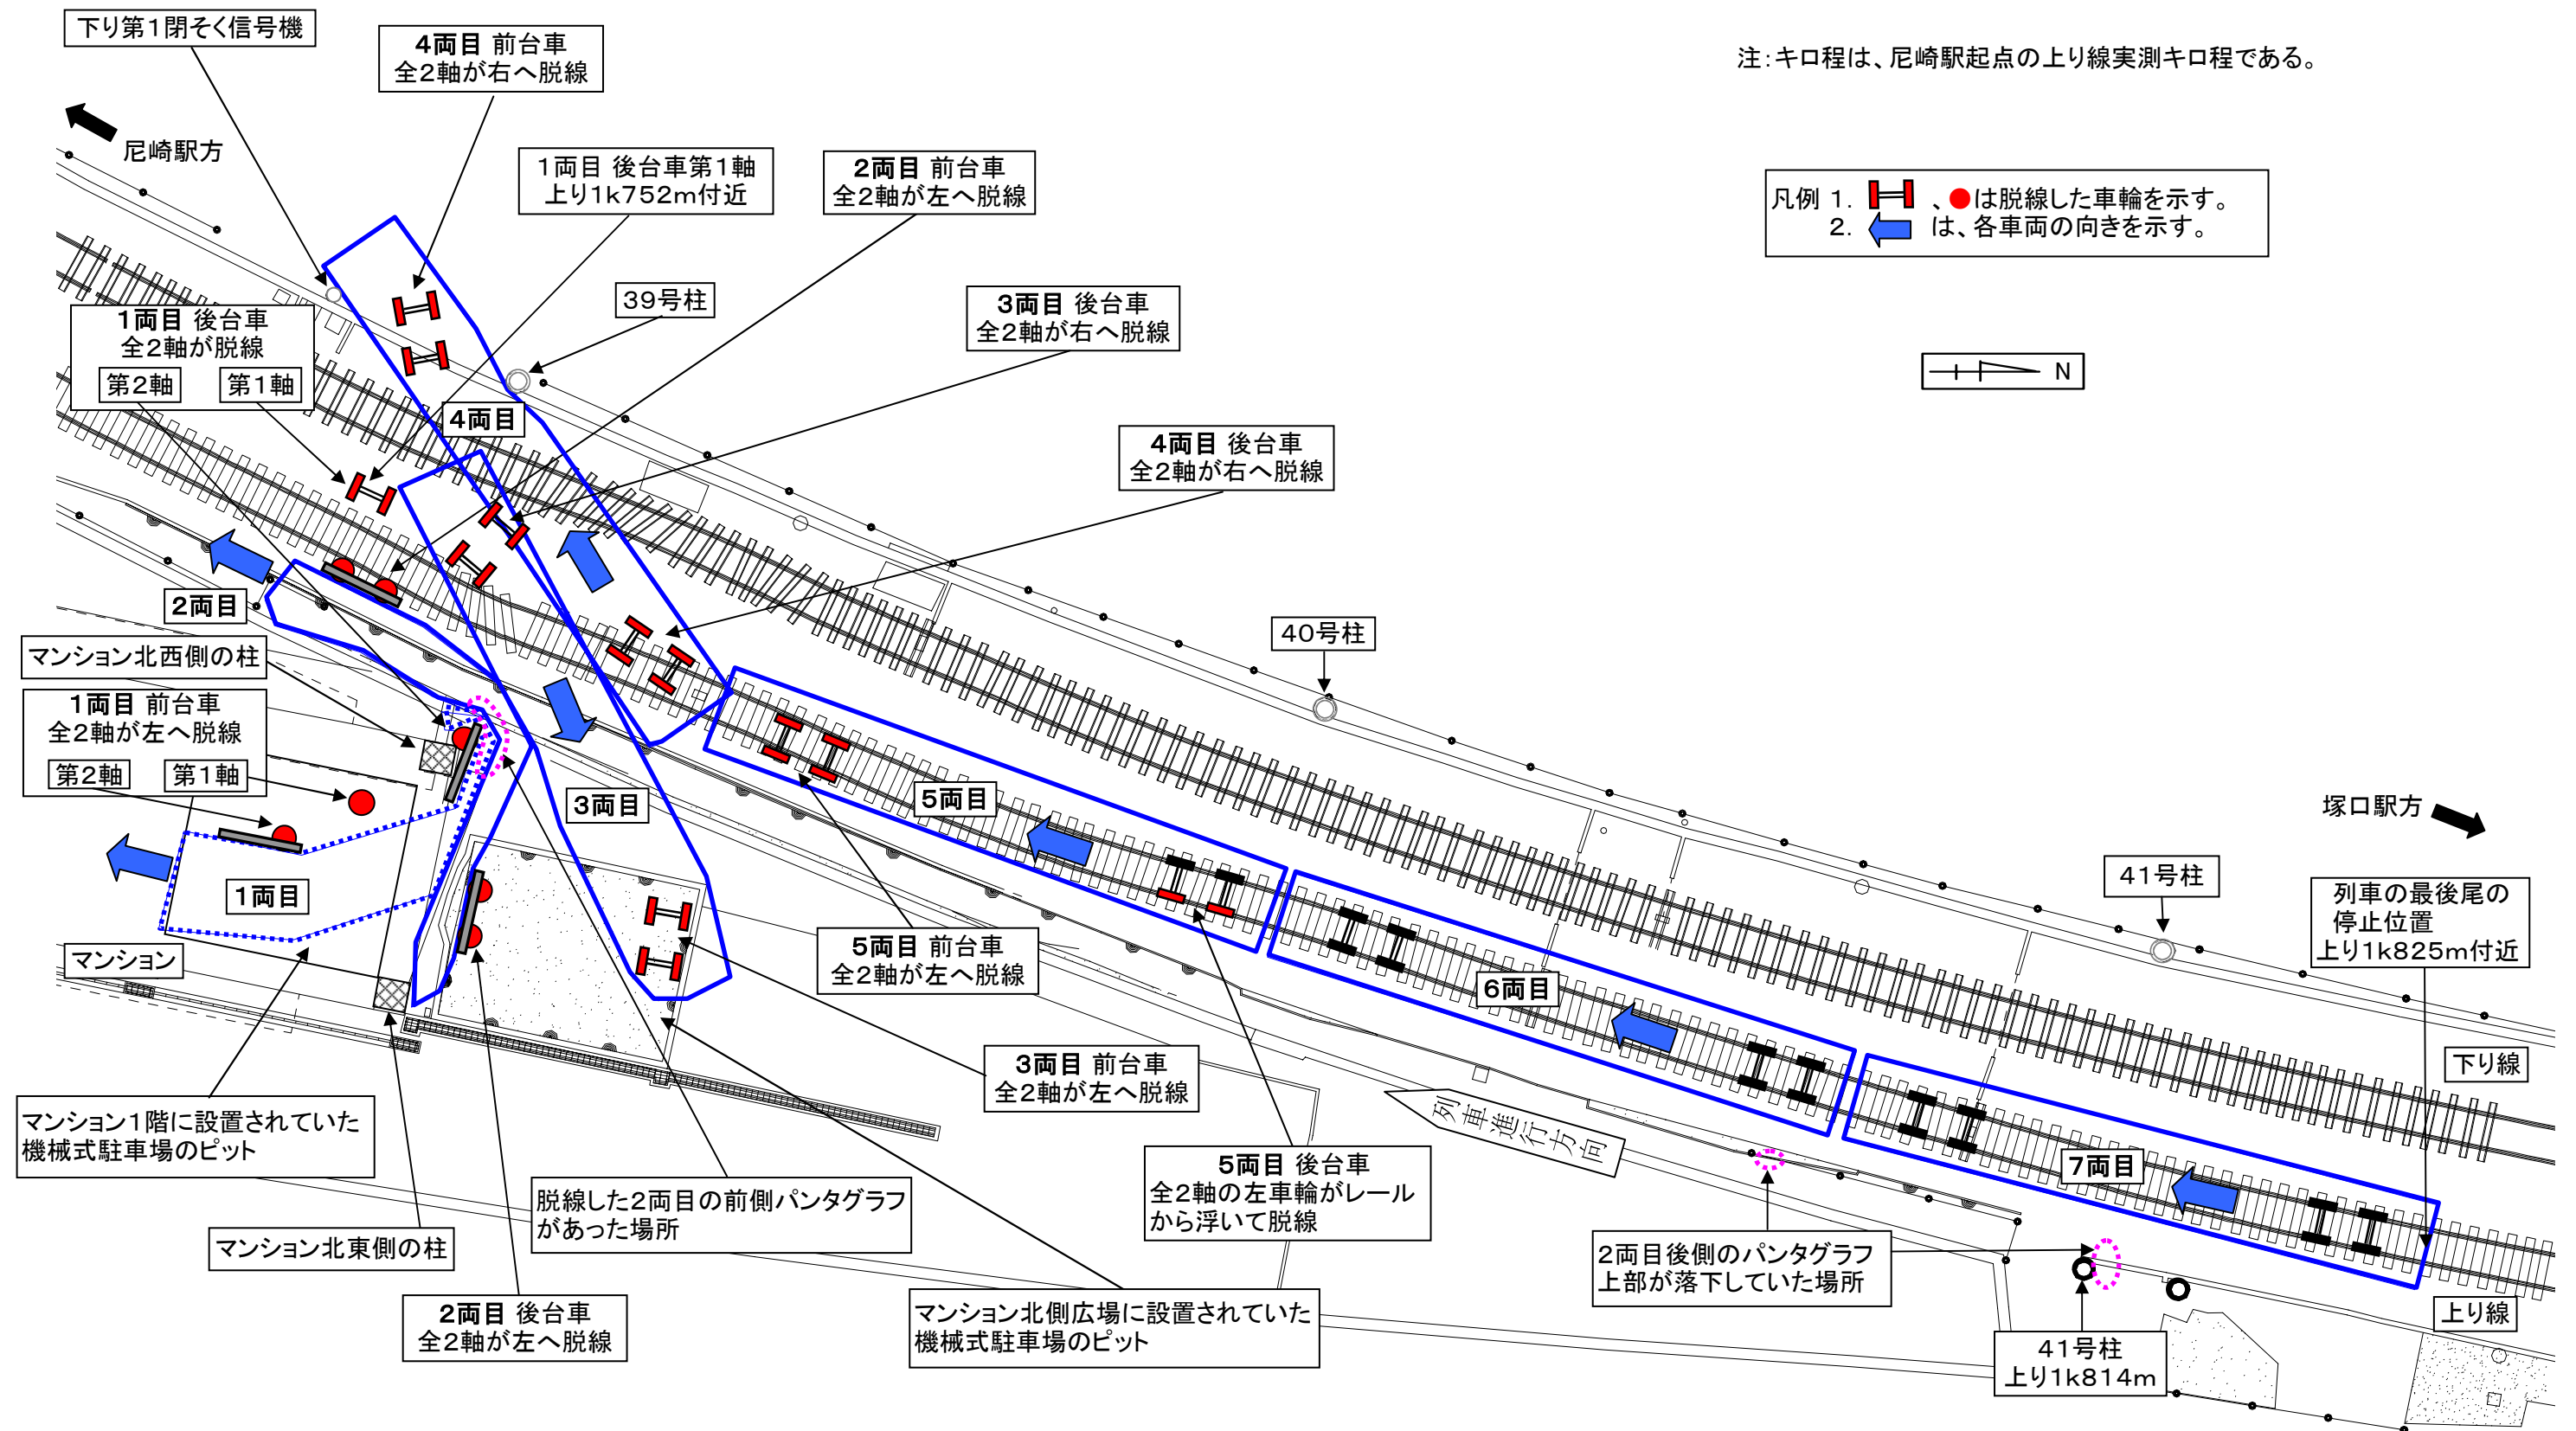 下り第1閉そく信号機
4両目 前台車
全2軸が右へ脱線
注：キロ程は、尼崎駅起点の上り線実測キロ程である。
尼崎駅方
1両目 後台車第1軸
上り1k752m付近
2両目 前台車
全2軸が左へ脱線
凡例 1. 、●は脱線した車輪を示す。
2. は、各車両の向きを示す。
39号柱
3両目 後台車
全2軸が右へ脱線
1両目 後台車
全2軸が脱線
第2軸 第1軸
N
4両目
4両目 後台車
全2軸が右へ脱線
2両目
40号柱
マンション北西側の柱
1両目 前台車
全2軸が左へ脱線
第2軸 第1軸
3両目
5両目
塚口駅方
41号柱
1両目
列車の最後尾の
停止位置
上り1k825m付近
マンション
5両目 前台車
全2軸が左へ脱線
6両目
3両目 前台車
全2軸が左へ脱線
下り線
列車進行方向
マンション1階に設置されていた
機械式駐車場のピット
5両目 後台車
全2軸の左車輪がレール
から浮いて脱線
7両目
脱線した2両目の前側パンタグラフ
があった場所
マンション北東側の柱
2両目後側のパンタグラフ
上部が落下していた場所
2両目 後台車
全2軸が左へ脱線
マンション北側広場に設置されていた
機械式駐車場のピット
上り線
41号柱
上り1k814m